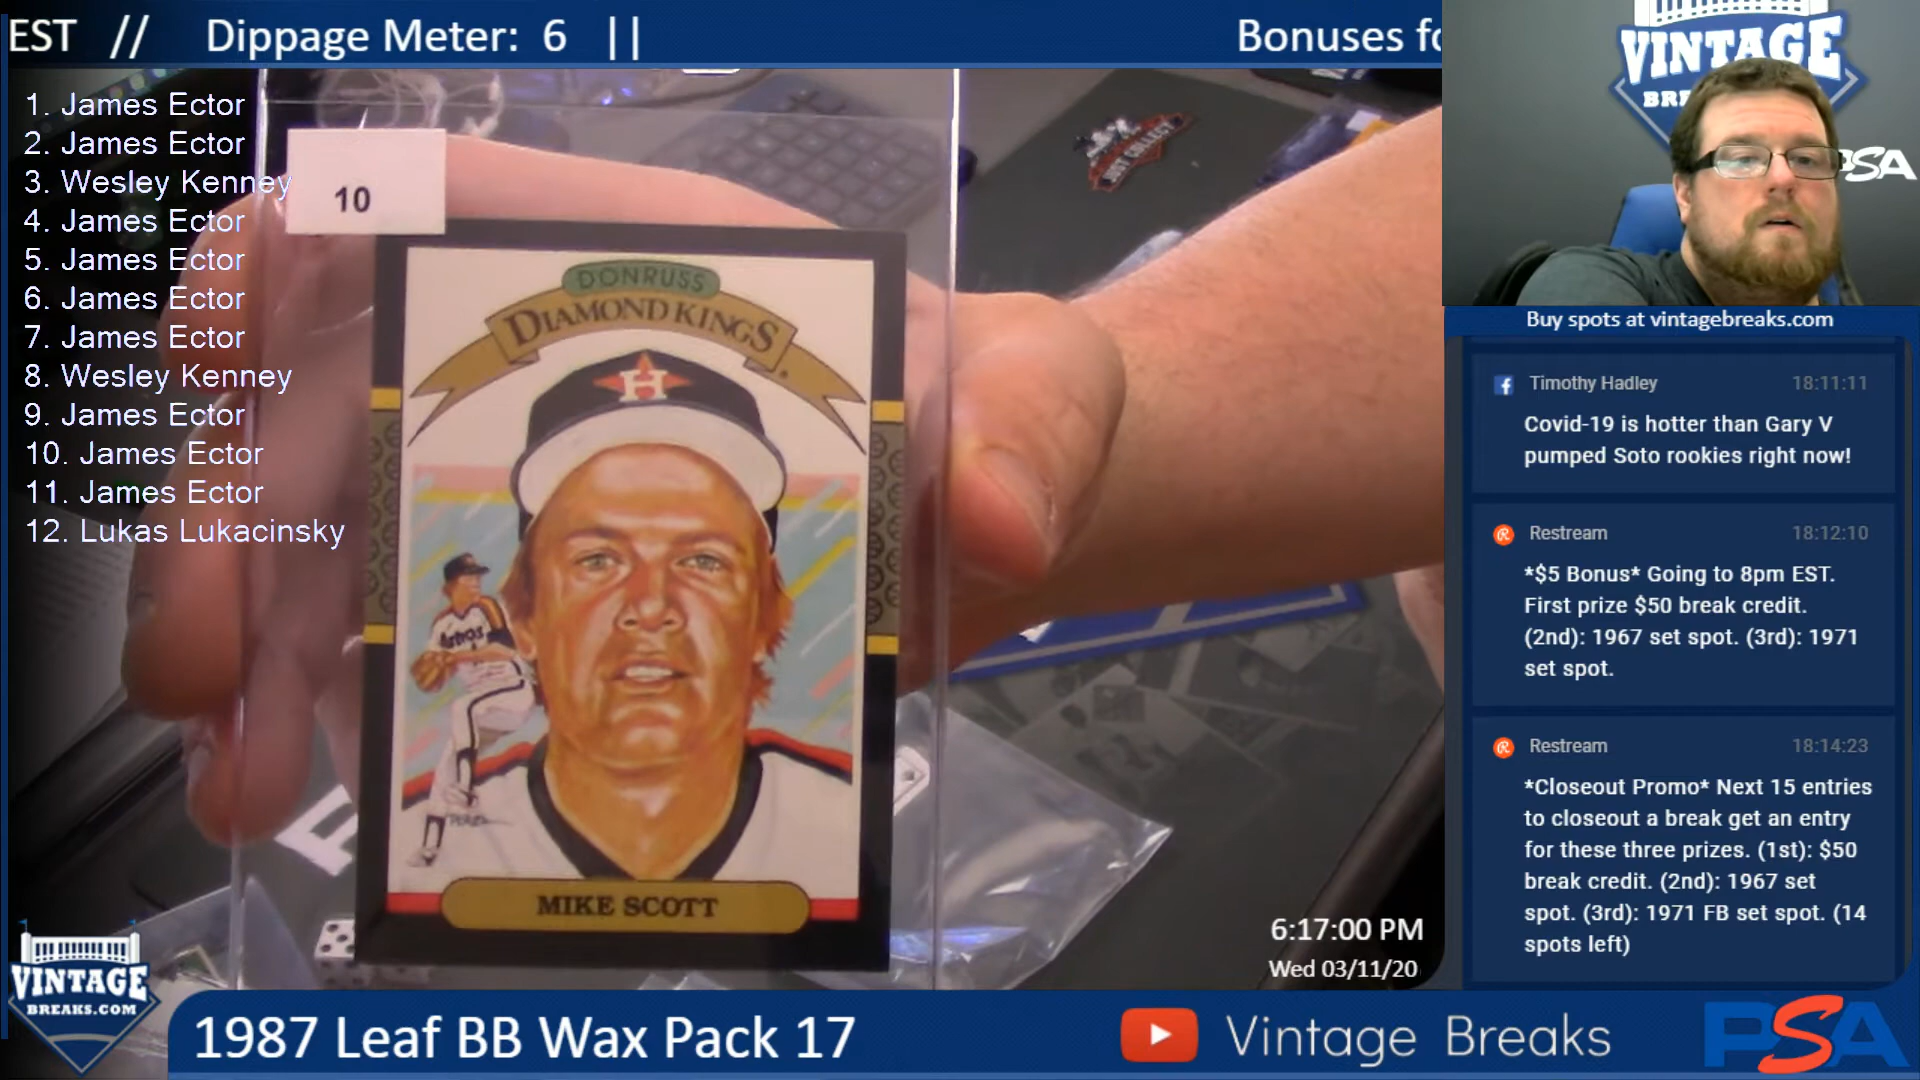 EST // Dippage Meter: 6 || Bonuses fo
1. James Ector
2. James Ector
3. Wesley Kenney
4. James Ector
5. James Ector
6. James Ector
7. James Ector
8. Wesley Kenney
9. James Ector
10. James Ector
11. James Ector
12. Lukas Lukacinsky
10
DONRUSS
DIAMOND KINGS
H
Astros
PEREZ
MIKE SCOTT
JUST COLLECT
VINTAGE
BRE
PSA
Buy spots at vintagebreaks.com
Timothy Hadley 18:11:11
Covid-19 is hotter than Gary V
pumped Soto rookies right now!
Restream 18:12:10
*$5 Bonus* Going to 8pm EST.
First prize $50 break credit.
(2nd): 1967 set spot. (3rd): 1971
set spot.
Restream 18:14:23
*Closeout Promo* Next 15 entries
to closeout a break get an entry
for these three prizes. (1st): $50
break credit. (2nd): 1967 set
spot. (3rd): 1971 FB set spot. (14
spots left)
6:17:00 PM
Wed 03/11/20
VINTAGE
BREAKS.COM
1987 Leaf BB Wax Pack 17
Vintage Breaks
PSA